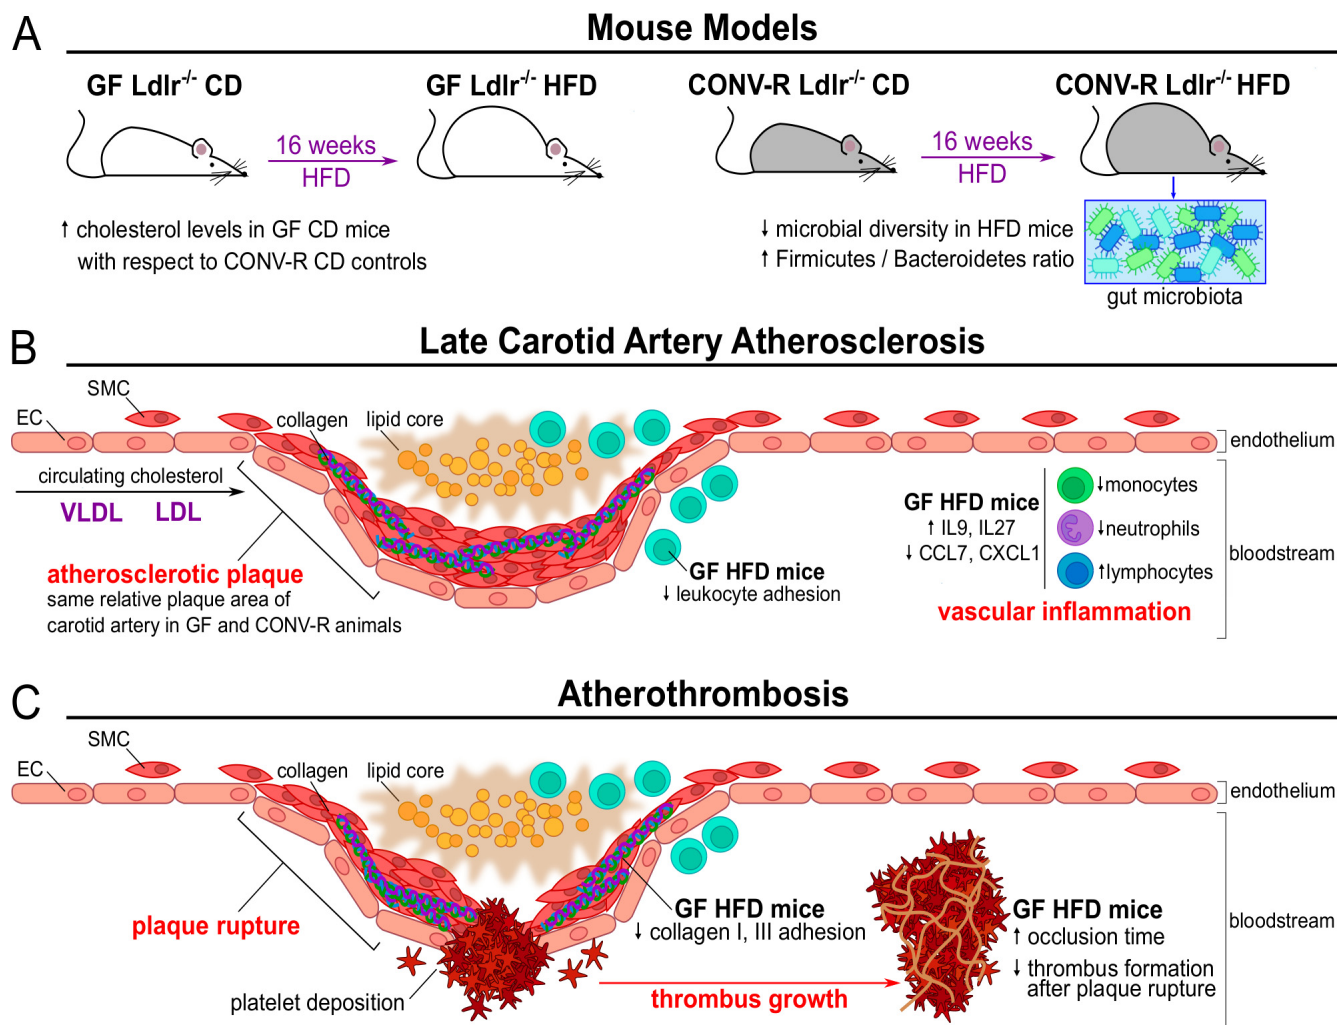 A
Mouse Models
GF Ldlr-/- CD
16 weeks
HFD
GF Ldlr-/- HFD
CONV-R Ldlr-/- CD
16 weeks
HFD
CONV-R Ldlr-/- HFD
↑ cholesterol levels in GF CD mice
with respect to CONV-R CD controls
↓ microbial diversity in HFD mice
↑ Firmicutes / Bacteroidetes ratio
gut microbiota
B
Late Carotid Artery Atherosclerosis
SMC
EC
collagen
lipid core
endothelium
circulating cholesterol
VLDL LDL
atherosclerotic plaque
same relative plaque area of
carotid artery in GF and CONV-R animals
GF HFD mice
↓ leukocyte adhesion
GF HFD mice
↑ IL9, IL27
↓ CCL7, CXCL1
↓monocytes
↓neutrophils
↑lymphocytes
vascular inflammation
bloodstream
C
Atherothrombosis
SMC
EC
collagen
lipid core
endothelium
plaque rupture
platelet deposition
GF HFD mice
↓ collagen I, III adhesion
thrombus growth
GF HFD mice
↑ occlusion time
↓ thrombus formation
after plaque rupture
bloodstream